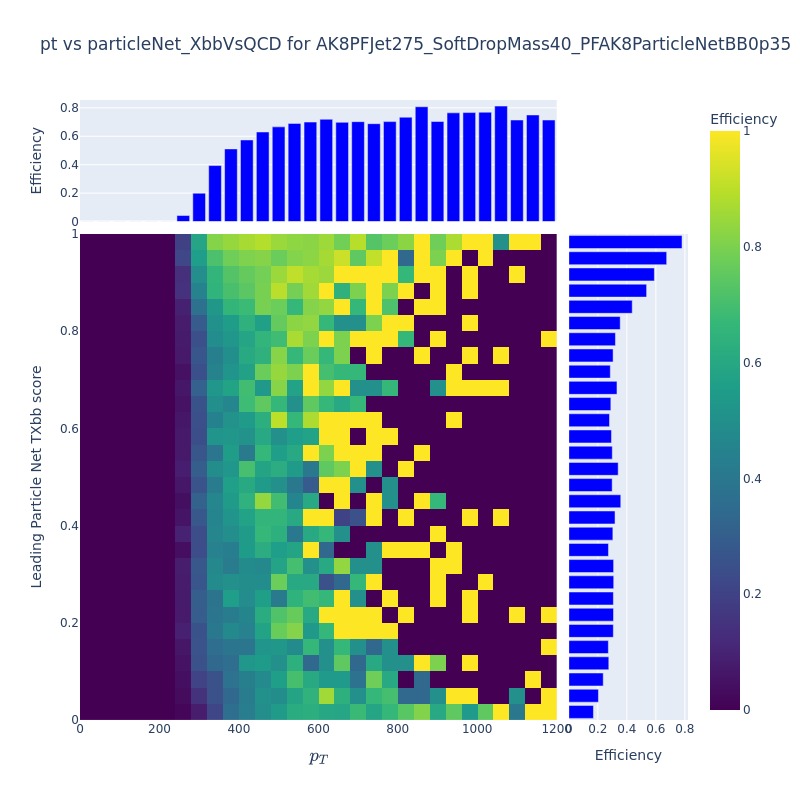 pt vs particleNet_XbbVsQCD for AK8PFJet275_SoftDropMass40_PFAK8ParticleNetBB0p35
Efficiency
0.8
0.6
0.4
0.2
0
Efficiency
1
0.8
0.6
0.4
0.2
0
Leading Particle Net TXbb score
1
0.8
0.6
0.4
0.2
0
0 200 400 600 800 1000 1200
p_T
0 0.2 0.4 0.6 0.8
Efficiency